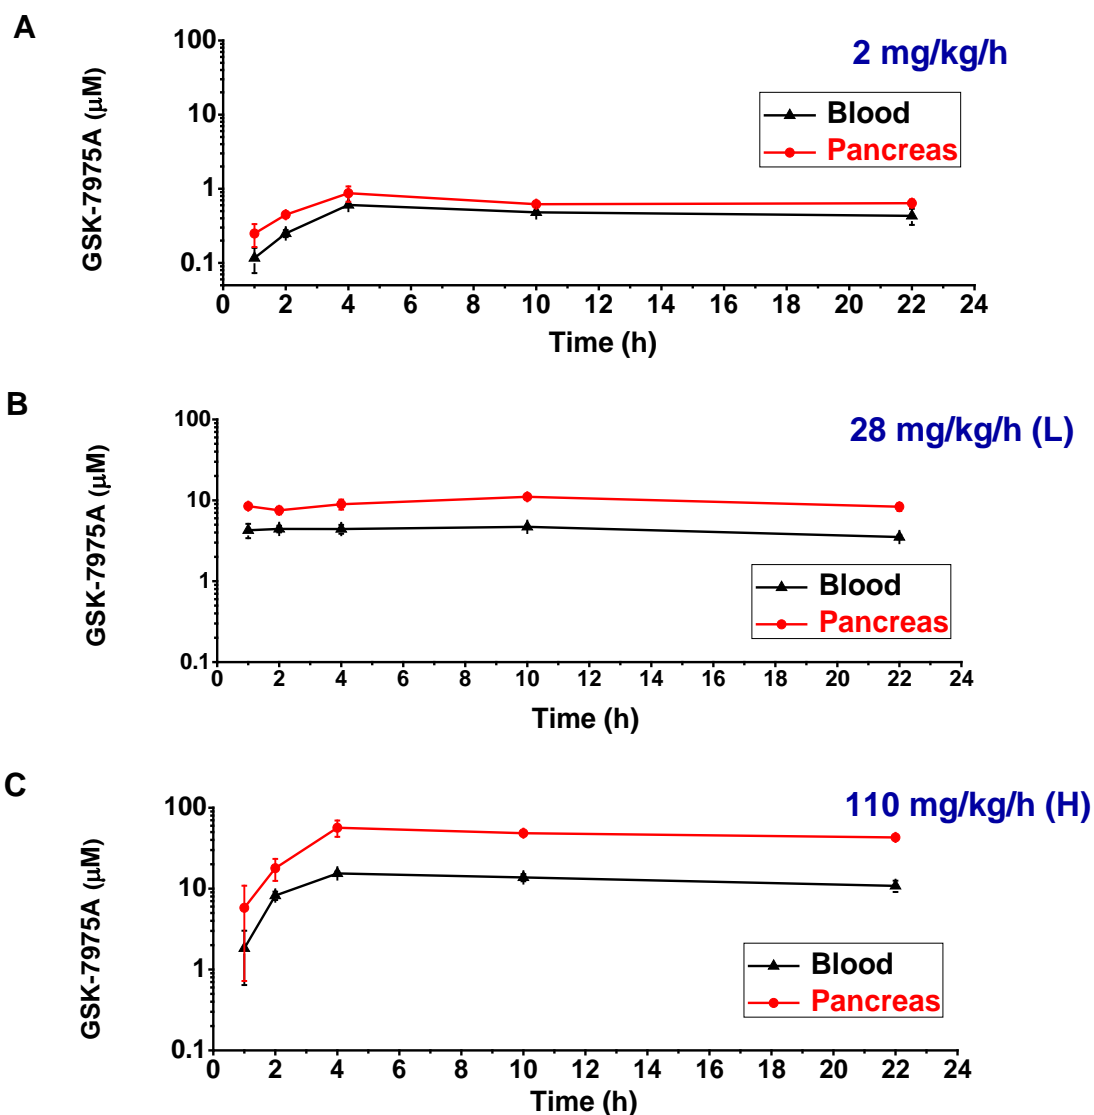 A
2 mg/kg/h
GSK-7975A (μM)
100
10
1
0.1
Blood
Pancreas
0 2 4 6 8 10 12 14 16 18 20 22 24
Time (h)
B
28 mg/kg/h (L)
GSK-7975A (μM)
100
10
1
0.1
Blood
Pancreas
0 2 4 6 8 10 12 14 16 18 20 22 24
Time (h)
C
110 mg/kg/h (H)
GSK-7975A (μM)
100
10
1
0.1
Blood
Pancreas
0 2 4 6 8 10 12 14 16 18 20 22 24
Time (h)